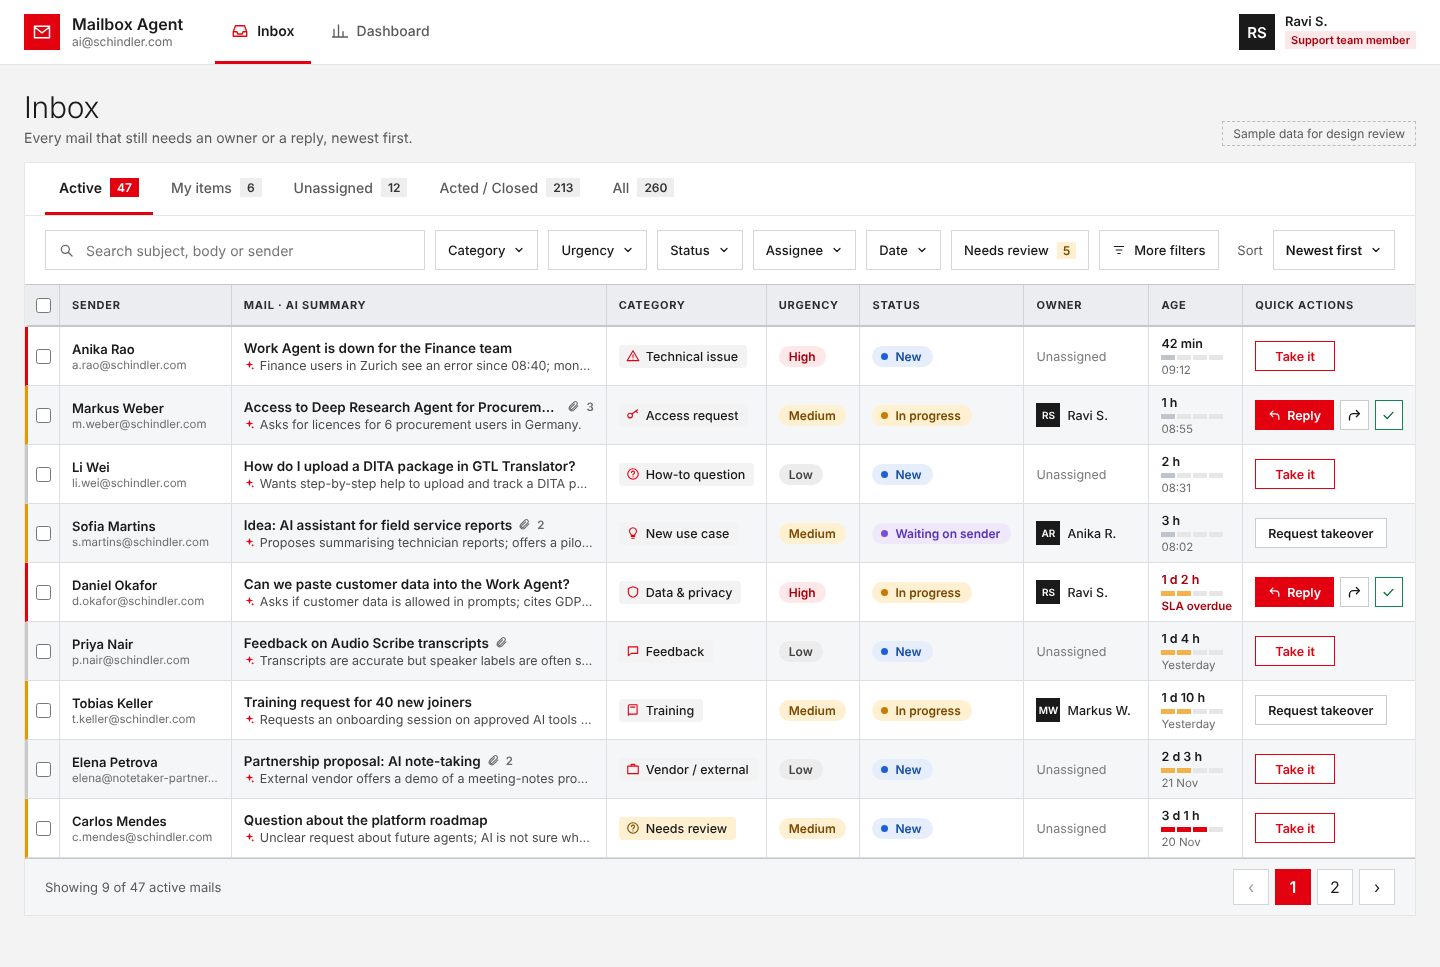 Mailbox Agent
ai@schindler.com
Inbox
Dashboard
RS
Ravi S.
Support team member
Inbox
Every mail that still needs an owner or a reply, newest first.
Sample data for design review
Active 47
My items 6
Unassigned 12
Acted / Closed 213
All 260
Search subject, body or sender
Category
Urgency
Status
Assignee
Date
Needs review 5
More filters
Sort
Newest first
SENDER
MAIL · AI SUMMARY
CATEGORY
URGENCY
STATUS
OWNER
AGE
QUICK ACTIONS
Anika Rao
a.rao@schindler.com
Work Agent is down for the Finance team
Finance users in Zurich see an error since 08:40; mon...
Technical issue
High
New
Unassigned
42 min
09:12
Take it
Markus Weber
m.weber@schindler.com
Access to Deep Research Agent for Procurem... 3
Asks for licences for 6 procurement users in Germany.
Access request
Medium
In progress
RS Ravi S.
1 h
08:55
Reply
Li Wei
li.wei@schindler.com
How do I upload a DITA package in GTL Translator?
Wants step-by-step help to upload and track a DITA p...
How-to question
Low
New
Unassigned
2 h
08:31
Take it
Sofia Martins
s.martins@schindler.com
Idea: AI assistant for field service reports 2
Proposes summarising technician reports; offers a pilo...
New use case
Medium
Waiting on sender
AR Anika R.
3 h
08:02
Request takeover
Daniel Okafor
d.okafor@schindler.com
Can we paste customer data into the Work Agent?
Asks if customer data is allowed in prompts; cites GDP...
Data & privacy
High
In progress
RS Ravi S.
1 d 2 h
SLA overdue
Reply
Priya Nair
p.nair@schindler.com
Feedback on Audio Scribe transcripts
Transcripts are accurate but speaker labels are often s...
Feedback
Low
New
Unassigned
1 d 4 h
Yesterday
Take it
Tobias Keller
t.keller@schindler.com
Training request for 40 new joiners
Requests an onboarding session on approved AI tools ...
Training
Medium
In progress
MW Markus W.
1 d 10 h
Yesterday
Request takeover
Elena Petrova
elena@notetaker-partner...
Partnership proposal: AI note-taking 2
External vendor offers a demo of a meeting-notes pro...
Vendor / external
Low
New
Unassigned
2 d 3 h
21 Nov
Take it
Carlos Mendes
c.mendes@schindler.com
Question about the platform roadmap
Unclear request about future agents; AI is not sure wh...
Needs review
Medium
New
Unassigned
3 d 1 h
20 Nov
Take it
Showing 9 of 47 active mails
‹ 1 2 ›